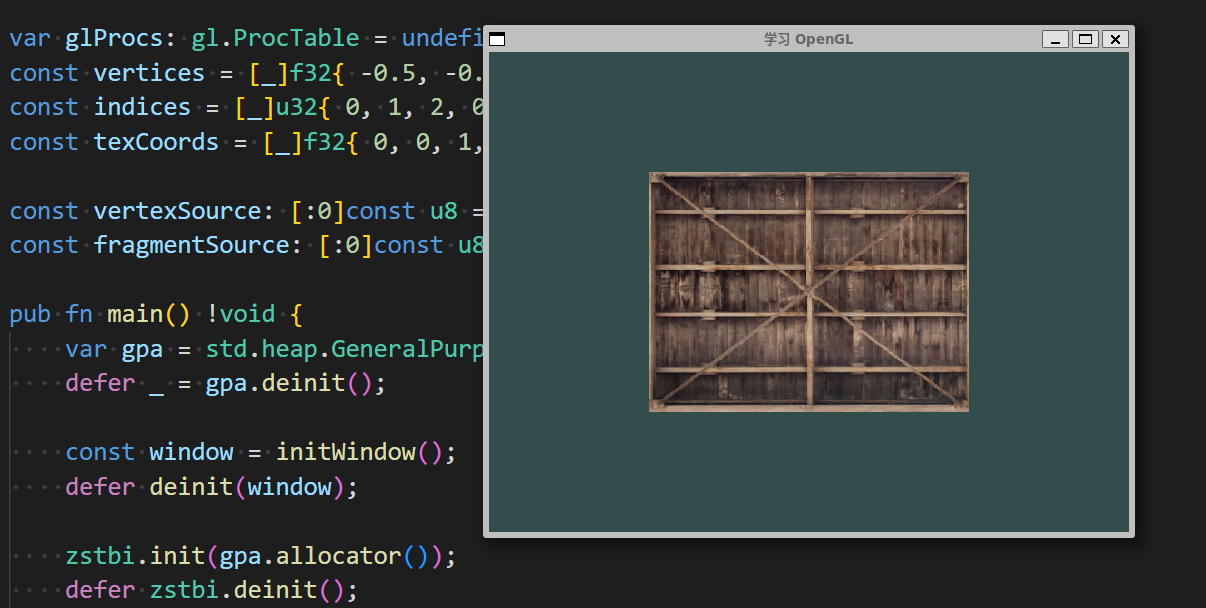 var glProcs: gl.ProcTable = undefi
const vertices = [_]f32{ -0.5, -0.
const indices = [_]u32{ 0, 1, 2, 0
const texCoords = [_]f32{ 0, 0, 1,
const vertexSource: [:0]const u8 =
const fragmentSource: [:0]const u8
pub fn main() !void {
var gpa = std.heap.GeneralPurp
defer _ = gpa.deinit();
const window = initWindow();
defer deinit(window);
zstbi.init(gpa.allocator());
defer zstbi.deinit();
学习 OpenGL